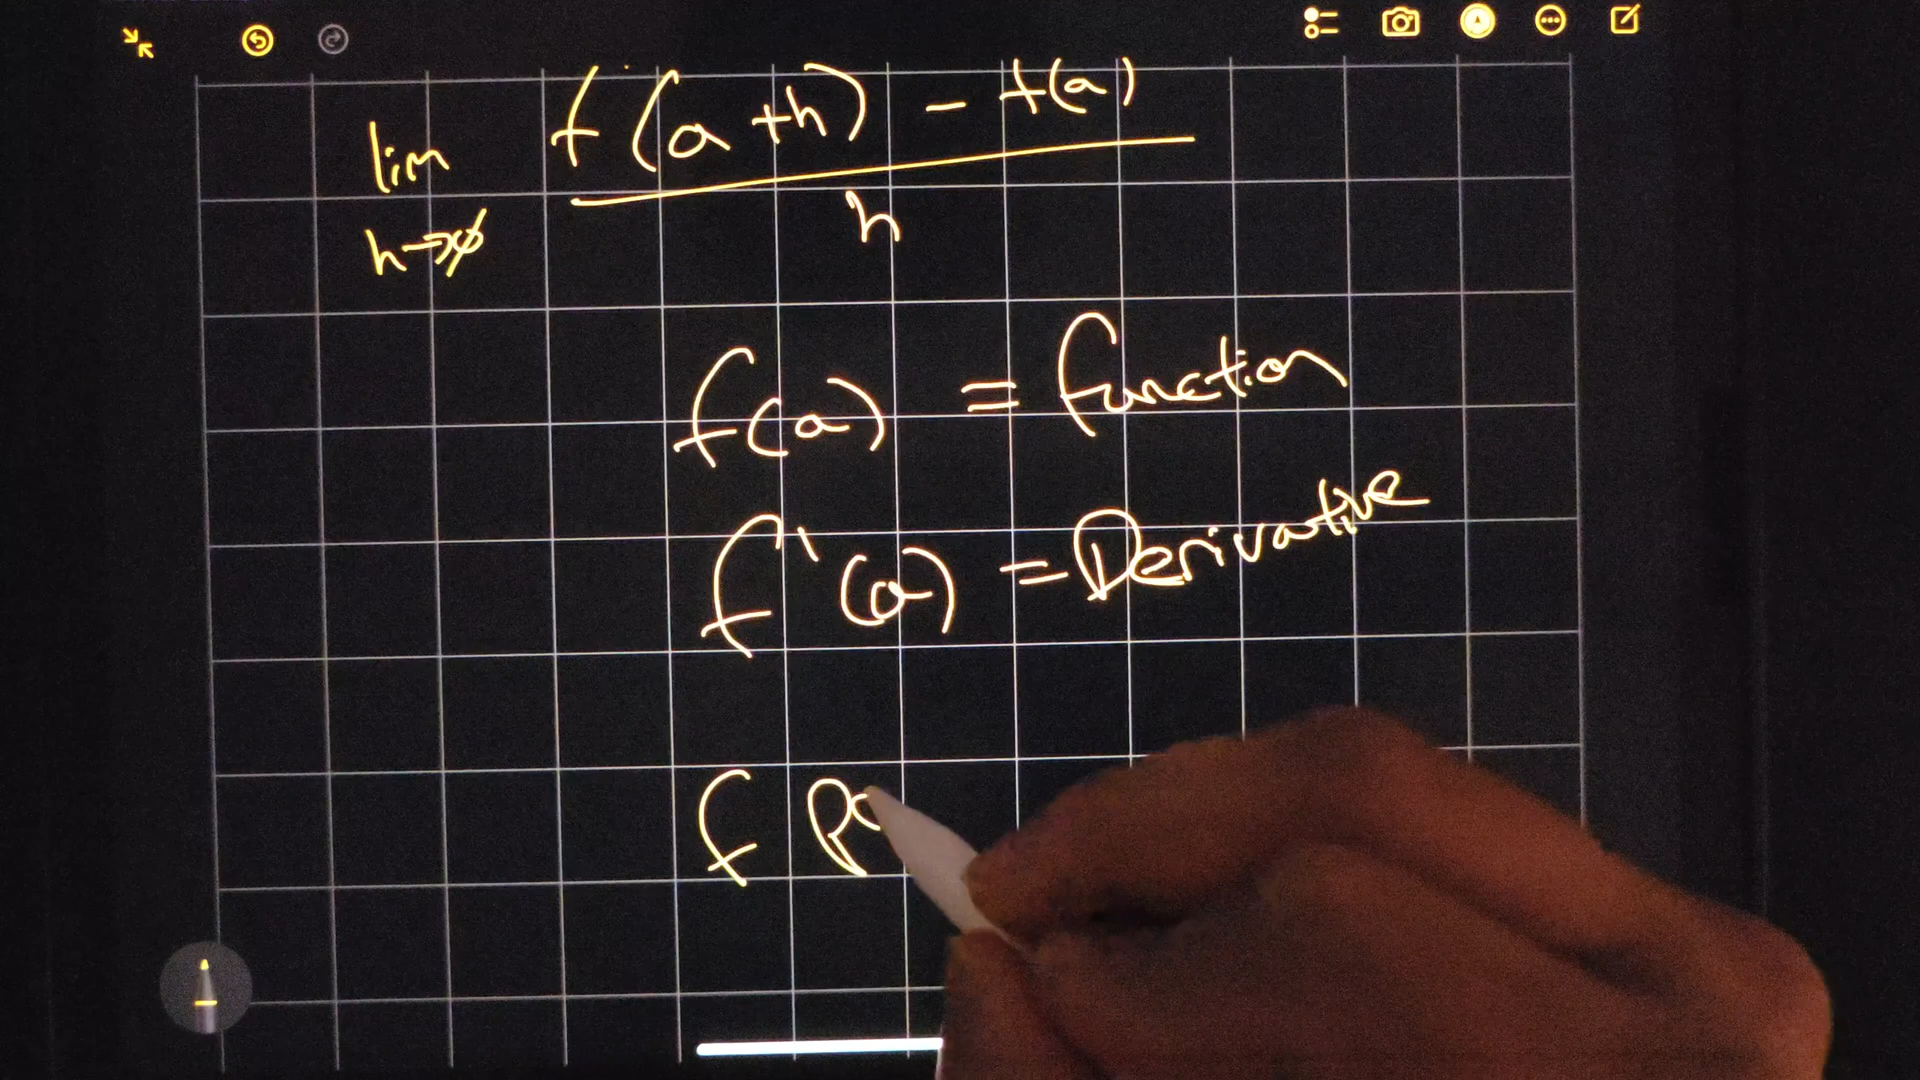 f(a+h) - f(a)
lim
h→0
h
f(a) = function
f'(a) = Derivative
f